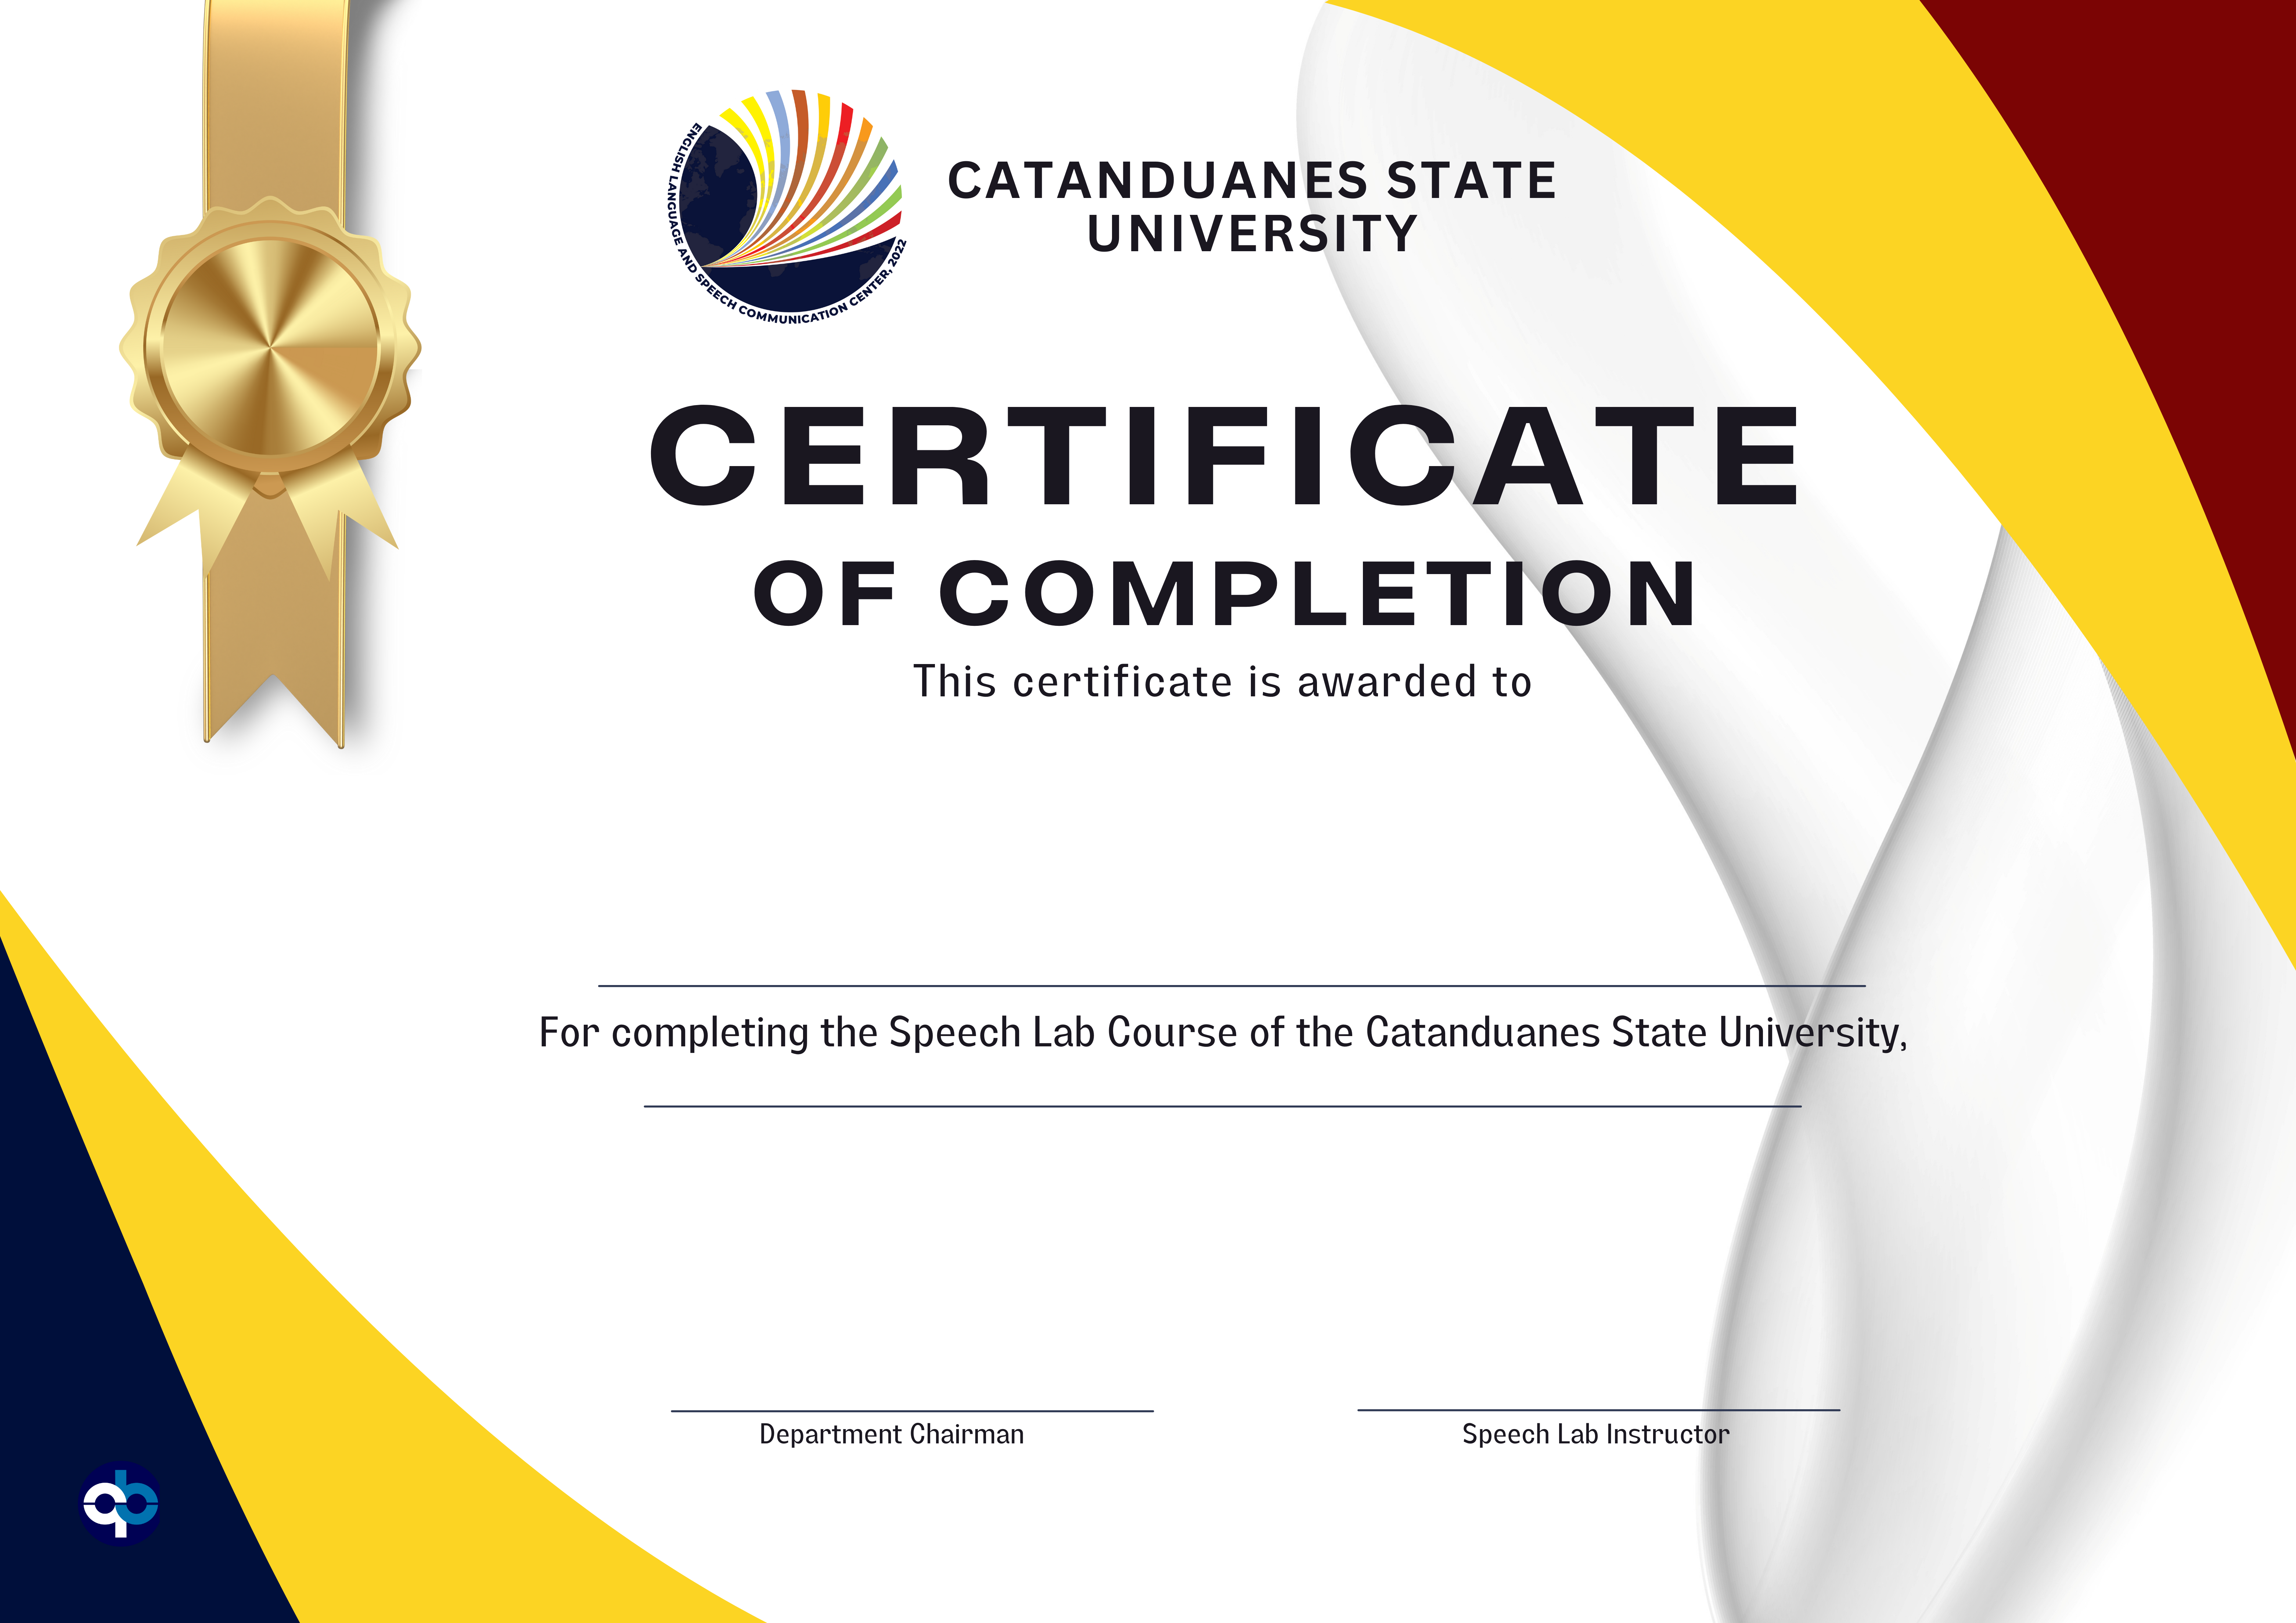 ENGLISH LANGUAGE AND SPEECH COMMUNICATION CENTER, 2022
CATANDUANES STATE
UNIVERSITY
CERTIFICATE
OF COMPLETION
This certificate is awarded to
For completing the Speech Lab Course of the Catanduanes State University,
Department Chairman
Speech Lab Instructor